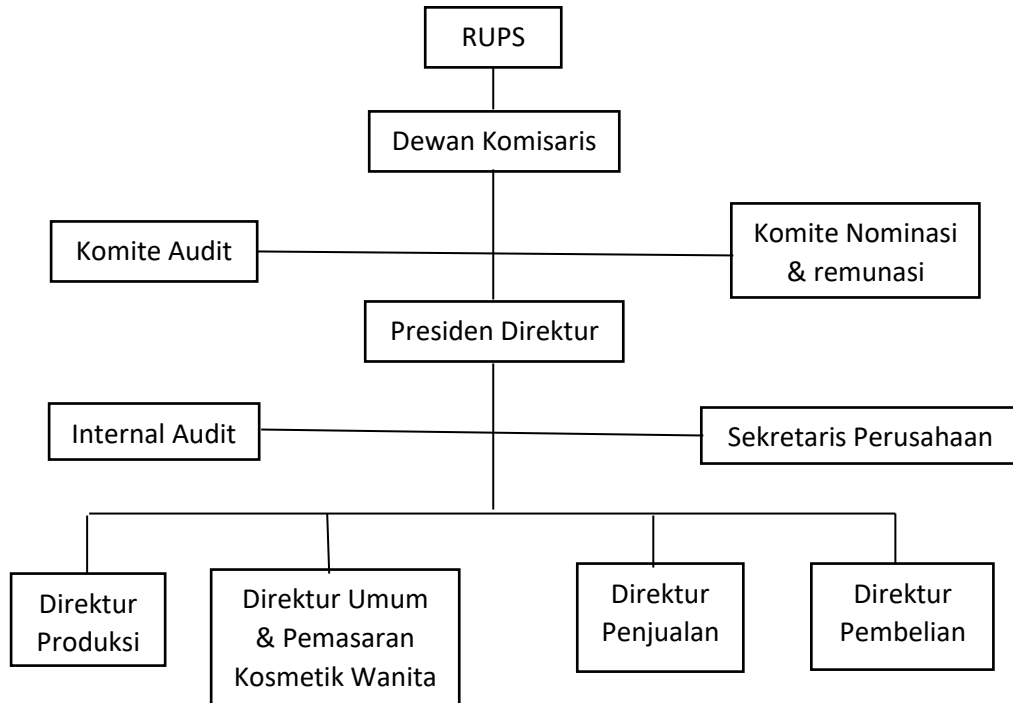 RUPS
Dewan Komisaris
Komite Audit
Komite Nominasi
& remunasi
Presiden Direktur
Internal Audit
Sekretaris Perusahaan
Direktur
Produksi
Direktur Umum
& Pemasaran
Kosmetik Wanita
Direktur
Penjualan
Direktur
Pembelian